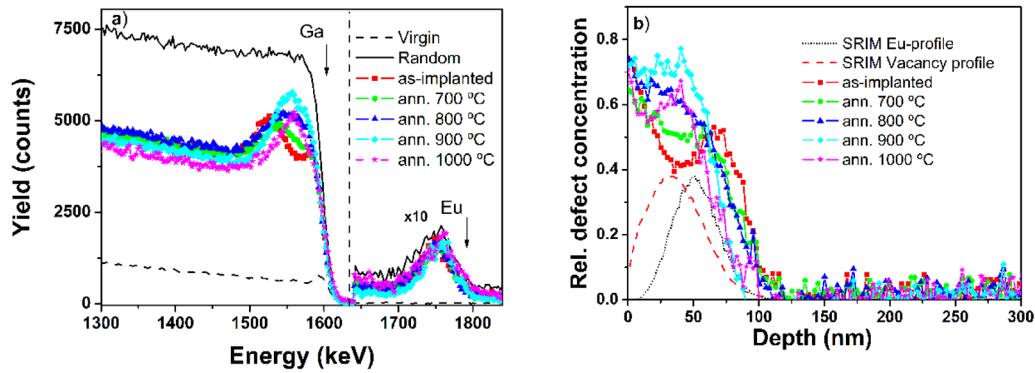 a)
Ga
Eu
x10
Virgin
Random
as-implanted
ann. 700 ºC
ann. 800 ºC
ann. 900 ºC
ann. 1000 ºC
Yield (counts)
7500
5000
2500
0
1300 1400 1500 1600 1700 1800
Energy (keV)
b)
SRIM Eu-profile
SRIM Vacancy profile
as-implanted
ann. 700 ºC
ann. 800 ºC
ann. 900 ºC
ann. 1000 ºC
Rel. defect concentration
0.8
0.6
0.4
0.2
0.0
0 50 100 150 200 250 300
Depth (nm)